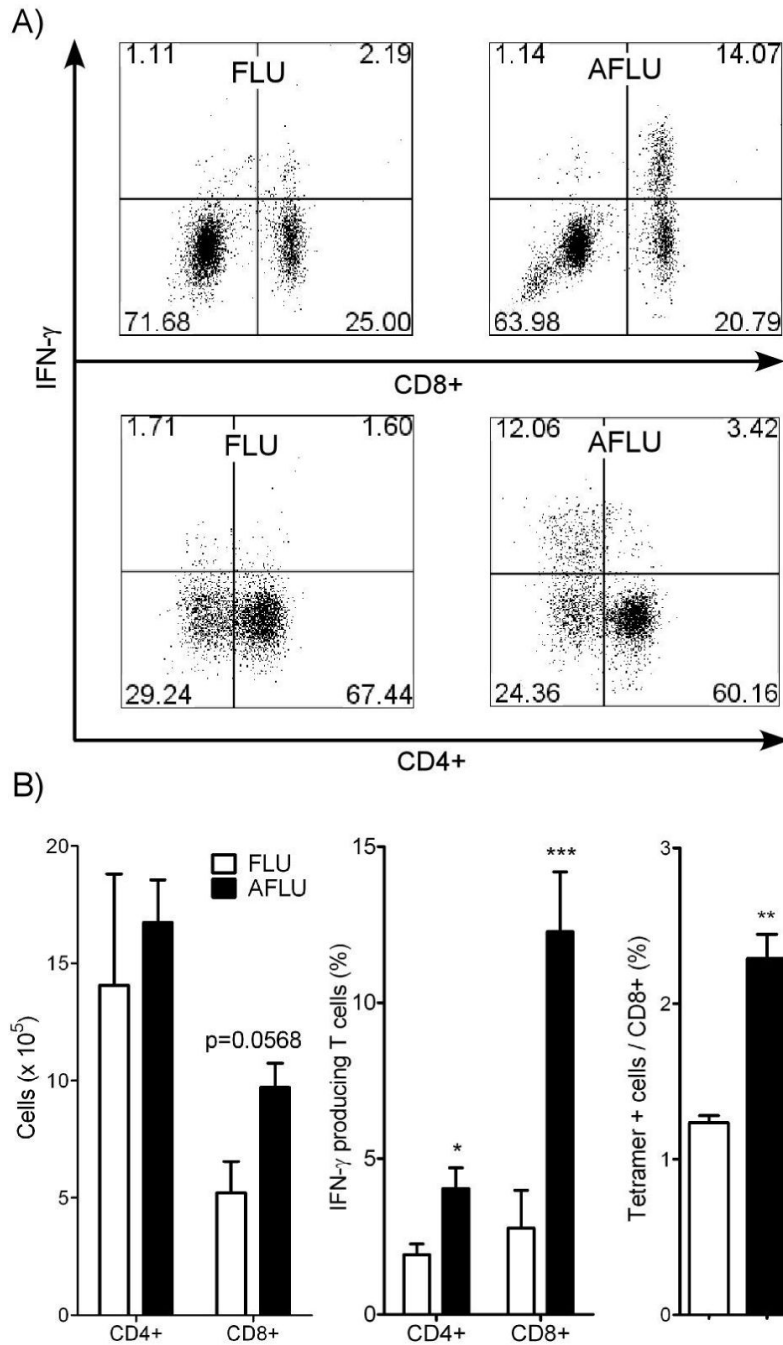 A)
1.11 2.19
FLU
71.68 25.00
1.14 14.07
AFLU
63.98 20.79
IFN-γ
CD8+
1.71 1.60
FLU
29.24 67.44
12.06 3.42
AFLU
24.36 60.16
CD4+
B)
Cells (x 10⁵)
20
15
10
5
0
FLU
AFLU
p=0.0568
CD4+ CD8+
IFN-γ producing T cells (%)
15
10
5
0
*
***
CD4+ CD8+
Tetramer + cells / CD8+ (%)
3
2
1
0
**